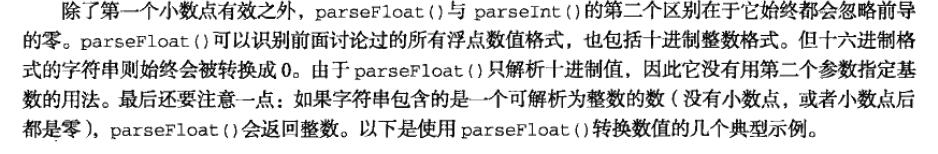 除了第一个小数点有效之外，parseFloat()与 parseInt()的第二个区别在于它始终都会忽略前导
的零。parseFloat()可以识别前面讨论过的所有浮点数值格式，也包括十进制整数格式。但十六进制格
式的字符串则始终会被转换成 0。由于 parseFloat()只解析十进制值，因此它没有用第二个参数指定基
数的用法。最后还要注意一点：如果字符串包含的是一个可解析为整数的数（没有小数点，或者小数点后
都是零），parseFloat()会返回整数。以下是使用 parseFloat()转换数值的几个典型示例。